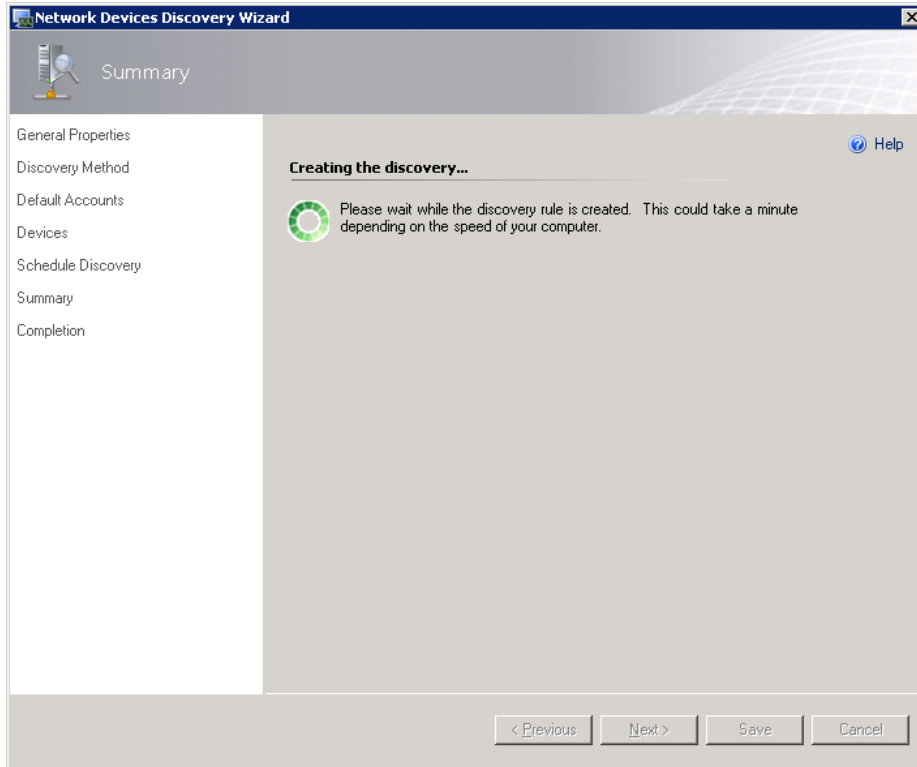 Network Devices Discovery Wizard
Summary
General Properties
Discovery Method
Default Accounts
Devices
Schedule Discovery
Summary
Completion
Help
Creating the discovery...
Please wait while the discovery rule is created.  This could take a minute
depending on the speed of your computer.
< Previous
Next >
Save
Cancel